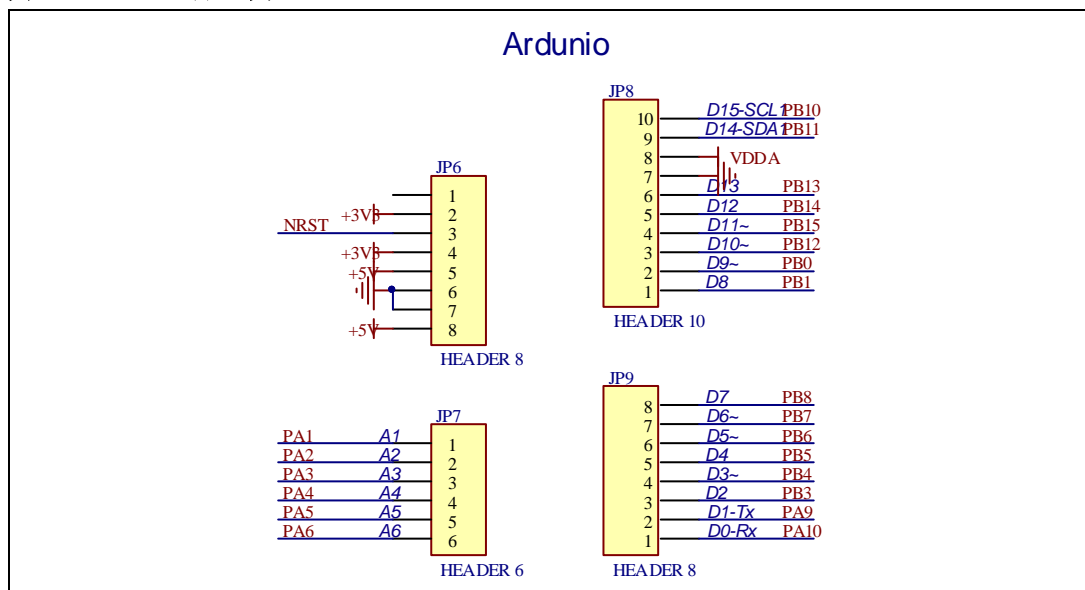 Ardunio
JP6
1
+3V3 2
NRST 3
+3V3 4
+5V 5
6
7
+5V 8
HEADER 8
JP8
10 D15-SCL1 PB10
9 D14-SDA1 PB11
8 VDDA
7
6 D13 PB13
5 D12 PB14
4 D11~ PB15
3 D10~ PB12
2 D9~ PB0
1 D8 PB1
HEADER 10
JP7
PA1 A1 1
PA2 A2 2
PA3 A3 3
PA4 A4 4
PA5 A5 5
PA6 A6 6
HEADER 6
JP9
8 D7 PB8
7 D6~ PB7
6 D5~ PB6
5 D4 PB5
4 D3~ PB4
3 D2 PB3
2 D1-Tx PA9
1 D0-Rx PA10
HEADER 8